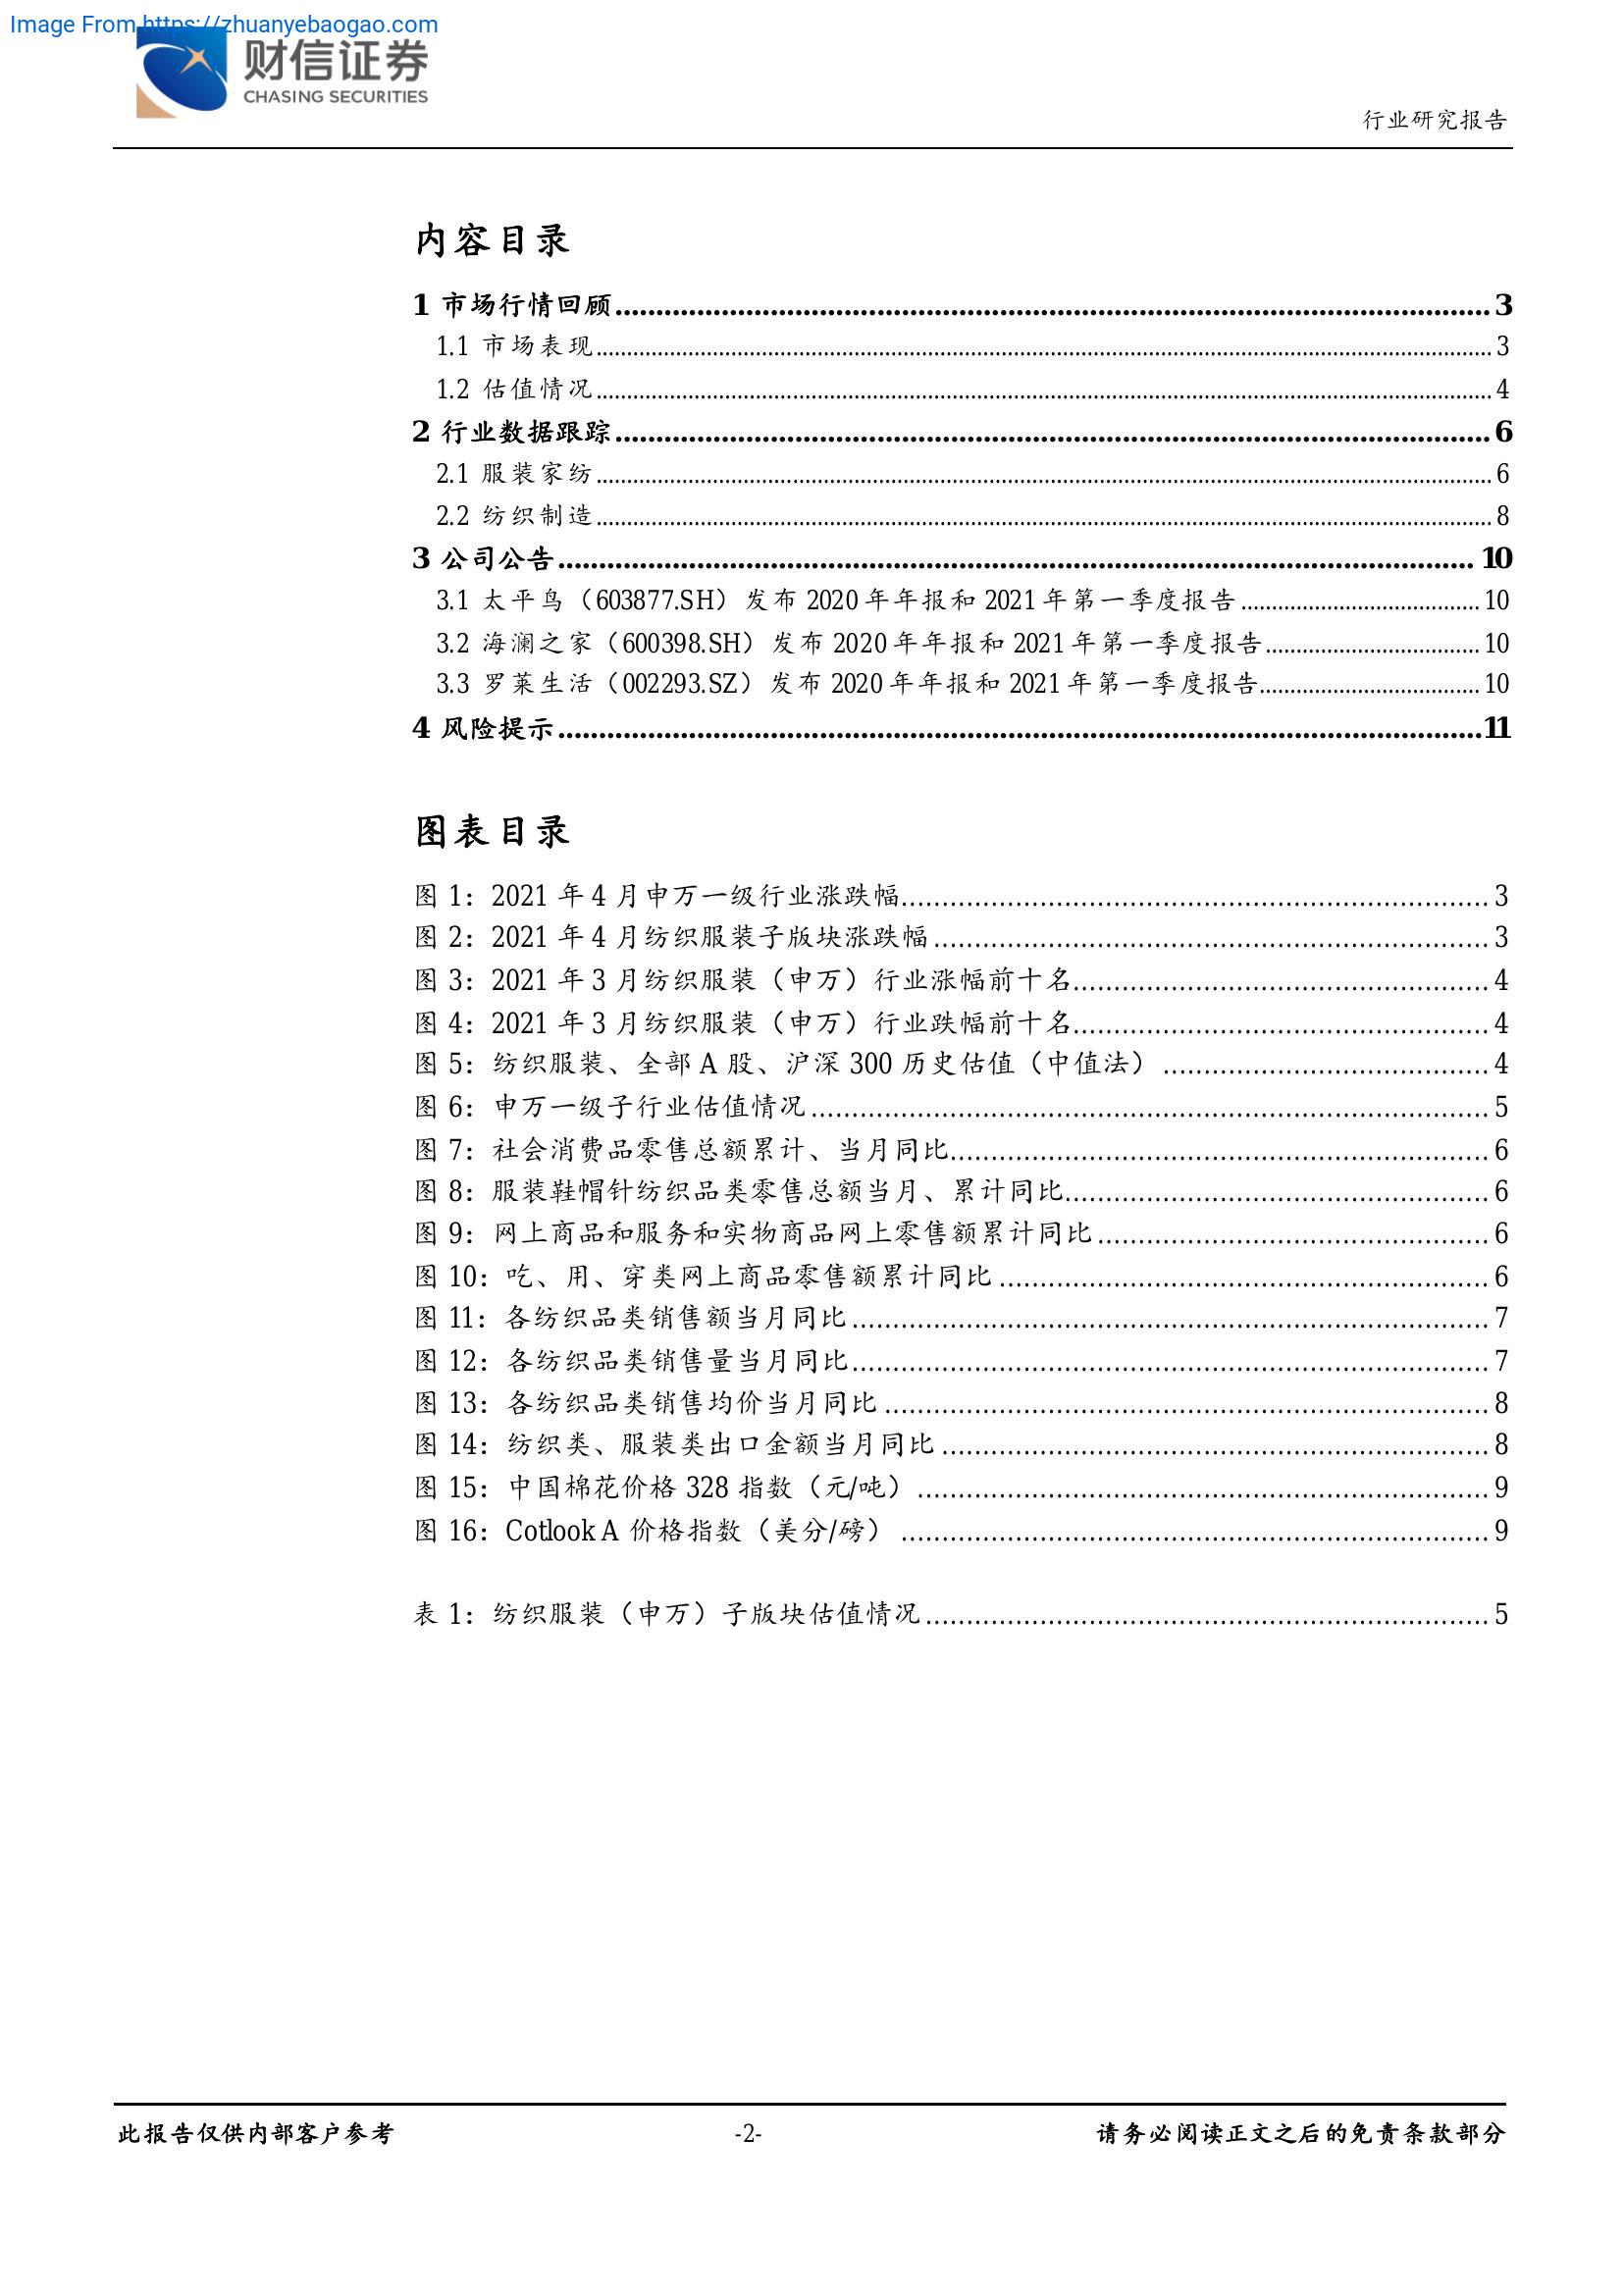 Image From https://zhuanyebaogao.com
财信证券
CHASING SECURITIES
行业研究报告
内容目录
1 市场行情回顾 3
1.1 市场表现 3
1.2 估值情况 4
2 行业数据跟踪 6
2.1 服装家纺 6
2.2 纺织制造 8
3 公司公告 10
3.1 太平鸟（603877.SH）发布 2020 年年报和 2021 年第一季度报告 10
3.2 海澜之家（600398.SH）发布 2020 年年报和 2021 年第一季度报告 10
3.3 罗莱生活（002293.SZ）发布 2020 年年报和 2021 年第一季度报告 10
4 风险提示 11
图表目录
图 1：2021 年 4 月申万一级行业涨跌幅 3
图 2：2021 年 4 月纺织服装子版块涨跌幅 3
图 3：2021 年 3 月纺织服装（申万）行业涨幅前十名 4
图 4：2021 年 3 月纺织服装（申万）行业跌幅前十名 4
图 5：纺织服装、全部 A 股、沪深 300 历史估值（中值法） 4
图 6：申万一级子行业估值情况 5
图 7：社会消费品零售总额累计、当月同比 6
图 8：服装鞋帽针纺织品类零售总额当月、累计同比 6
图 9：网上商品和服务和实物商品网上零售额累计同比 6
图 10：吃、用、穿类网上商品零售额累计同比 6
图 11：各纺织品类销售额当月同比 7
图 12：各纺织品类销售量当月同比 7
图 13：各纺织品类销售均价当月同比 8
图 14：纺织类、服装类出口金额当月同比 8
图 15：中国棉花价格 328 指数（元/吨） 9
图 16：Cotlook A 价格指数（美分/磅） 9
表 1：纺织服装（申万）子版块估值情况 5
此报告仅供内部客户参考
-2-
请务必阅读正文之后的免责条款部分